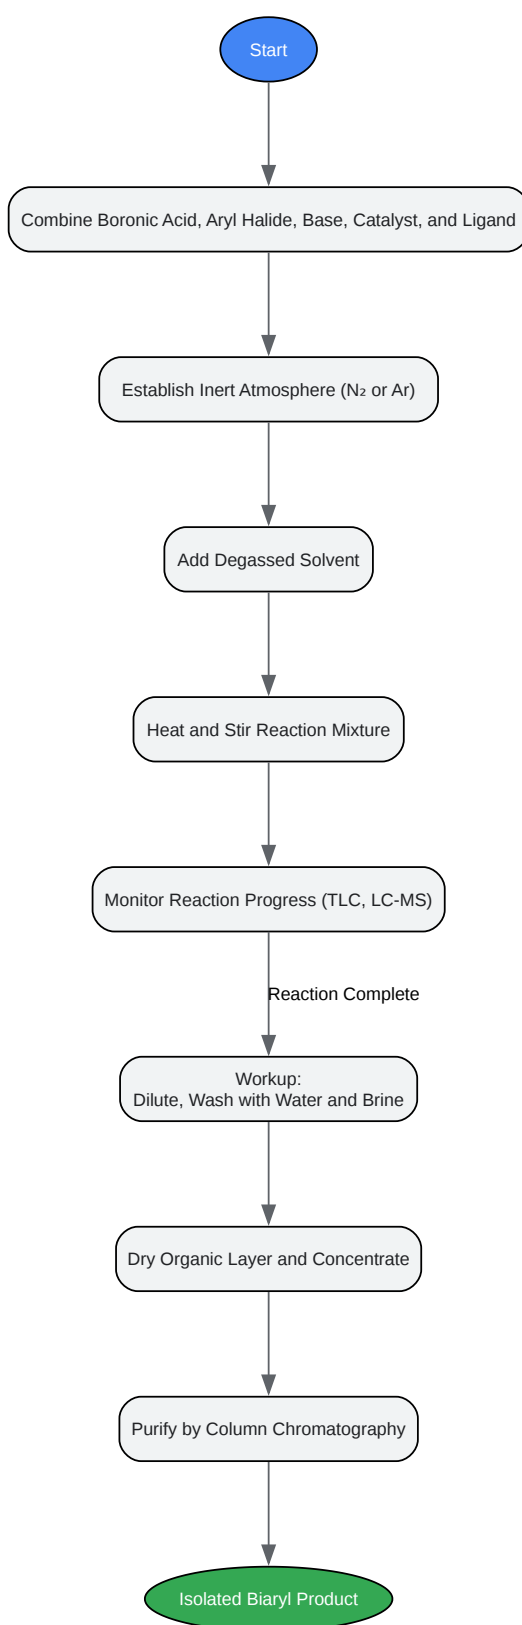 Start
Combine Boronic Acid, Aryl Halide, Base, Catalyst, and Ligand
Establish Inert Atmosphere (N₂ or Ar)
Add Degassed Solvent
Heat and Stir Reaction Mixture
Monitor Reaction Progress (TLC, LC-MS)
Reaction Complete
Workup:
Dilute, Wash with Water and Brine
Dry Organic Layer and Concentrate
Purify by Column Chromatography
Isolated Biaryl Product